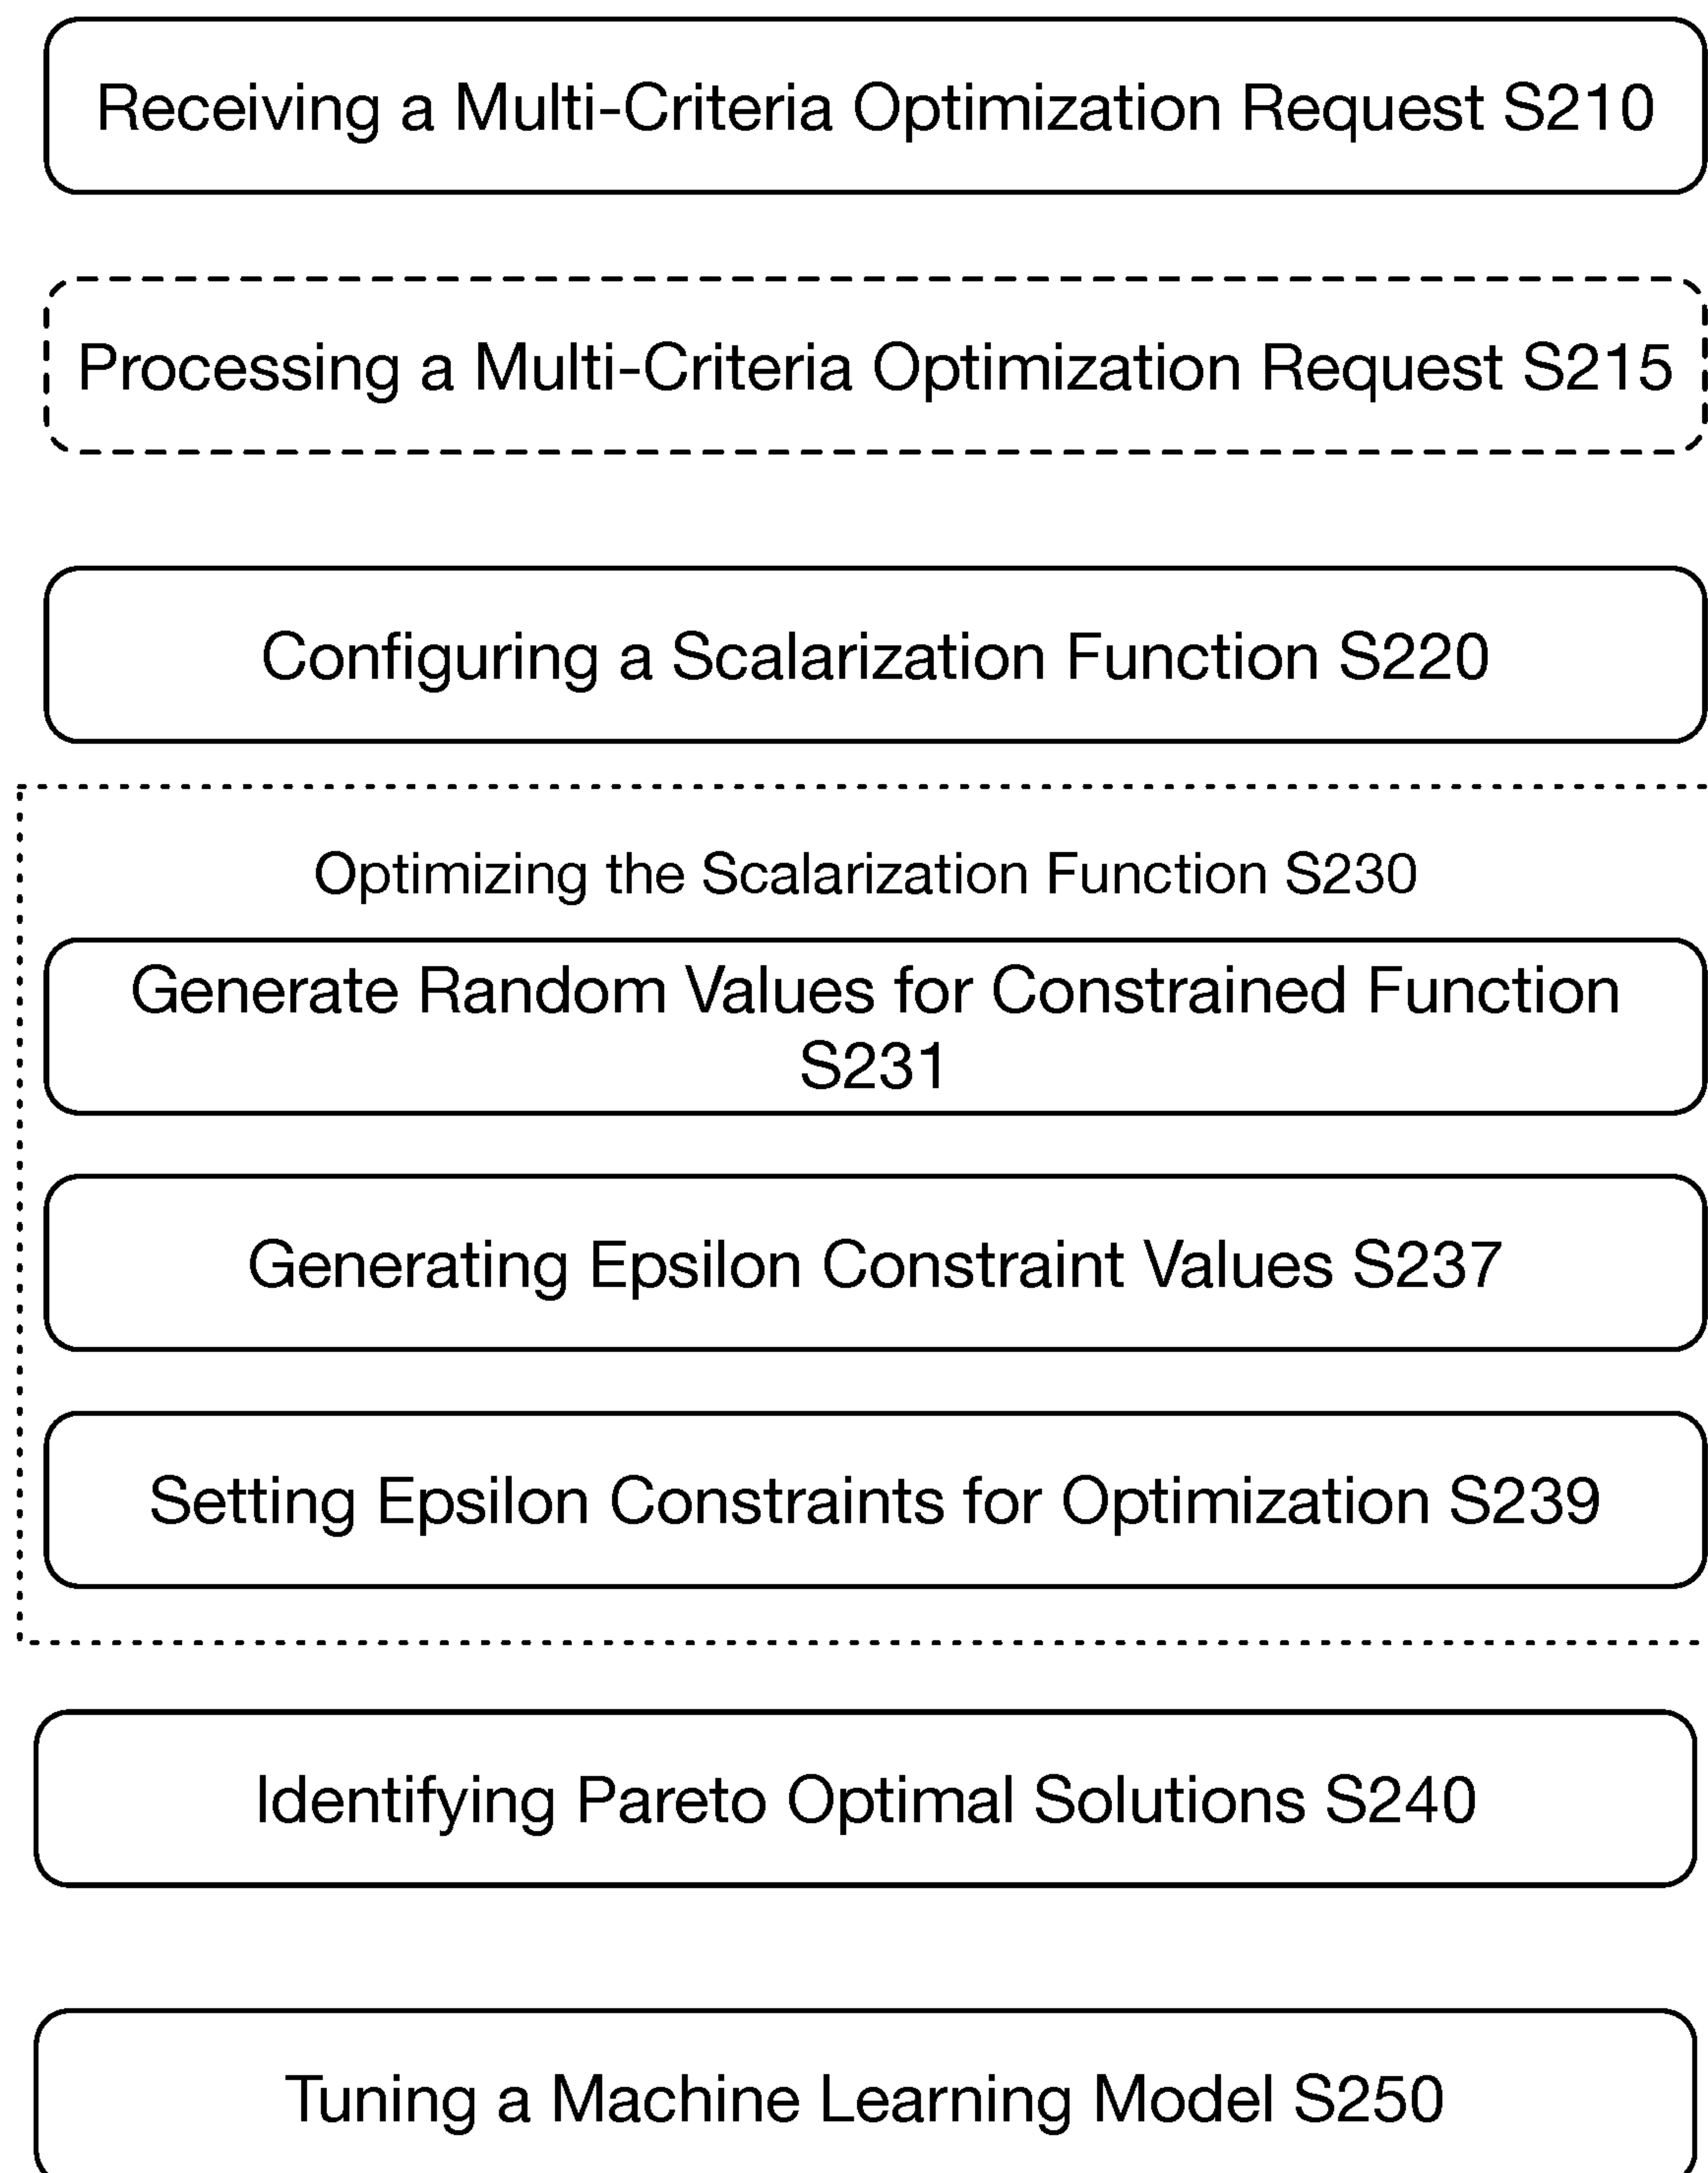 Receiving a Multi-Criteria Optimization Request S210
Processing a Multi-Criteria Optimization Request S215
Configuring a Scalarization Function S220
Optimizing the Scalarization Function S230
Generate Random Values for Constrained Function
S231
Generating Epsilon Constraint Values S237
Setting Epsilon Constraints for Optimization S239
Identifying Pareto Optimal Solutions S240
Tuning a Machine Learning Model S250